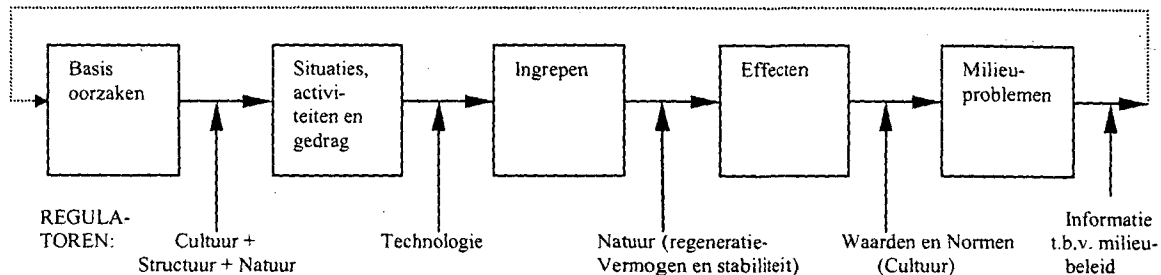 Basis
oorzaken
Situaties,
activi-
teiten en
gedrag
Ingrepen
Effecten
Milieu-
problemen
REGULA-
TOREN:
Cultuur +
Structuur + Natuur
Technologie
Natuur (regeneratie-
Vermogen en stabiliteit)
Waarden en Normen
(Cultuur)
Informatie
t.b.v. milieu-
beleid